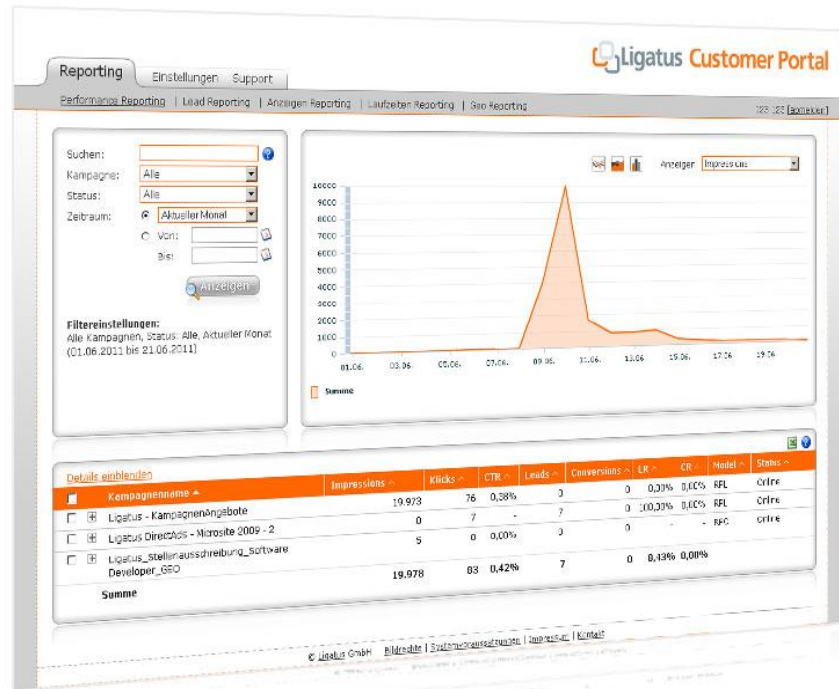 Ligatus Customer Portal
Reporting Einstellungen Support
Performance Reporting | Lead Reporting | Anzeigen Reporting | Laufzeiten Reporting | Geo Reporting
123 123 [abmelden]
Suchen:
Kampagne: Alle
Status: Alle
Zeitraum: Aktueller Monat
Von:
Bis:
Anzeigen
Filtereinstellungen:
Alle Kampagnen, Status: Alle, Aktueller Monat
(01.06.2011 bis 21.06.2011)
Anzeigen Impressions
10000
9000
8000
7000
6000
5000
4000
3000
2000
1000
0
01.06. 03.06. 05.06. 07.06. 09.06. 11.06. 13.06. 15.06. 17.06 19.06
Summe
Details einblenden
Kampagnenname Impressions Klicks CTR Leads Conversions LR CR Model Status
Ligatus - KampagnenAngebote 19.973 76 0,38% 0 0 0,00% 0,00% Online
Ligatus DirectAds - Microsite 2009 - 2 0 7 - 7 0 100,00% 0,00% Online
Ligatus_Stellenausschreibung_Software 5 0 0,00% 0 0 - - Online
Developer_GEO
Summe 19.978 83 0,42% 7 0 8,43% 0,00%
© Ligatus GmbH Bildrechte | Systemvoraussetzungen | Impressum | Kontakt